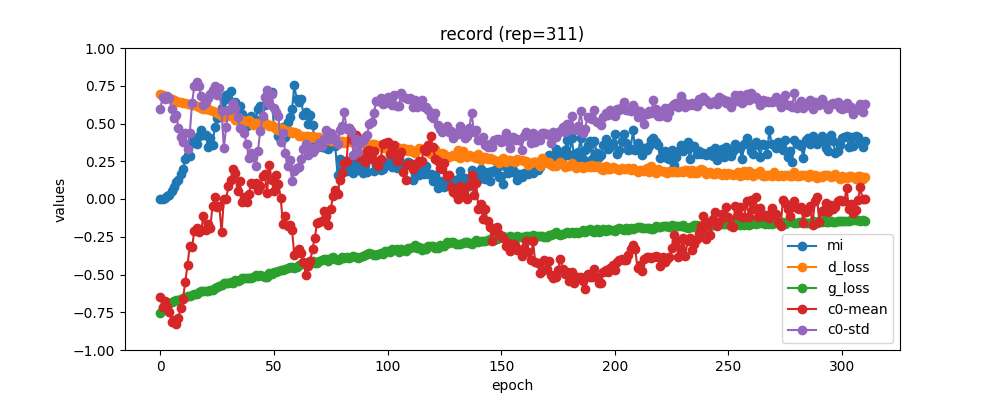 record (rep=311)
1.00
0.75
0.50
0.25
0.00
−0.25
−0.50
−0.75
−1.00
values
0
50
100
150
200
250
300
epoch
mi
d_loss
g_loss
c0-mean
c0-std